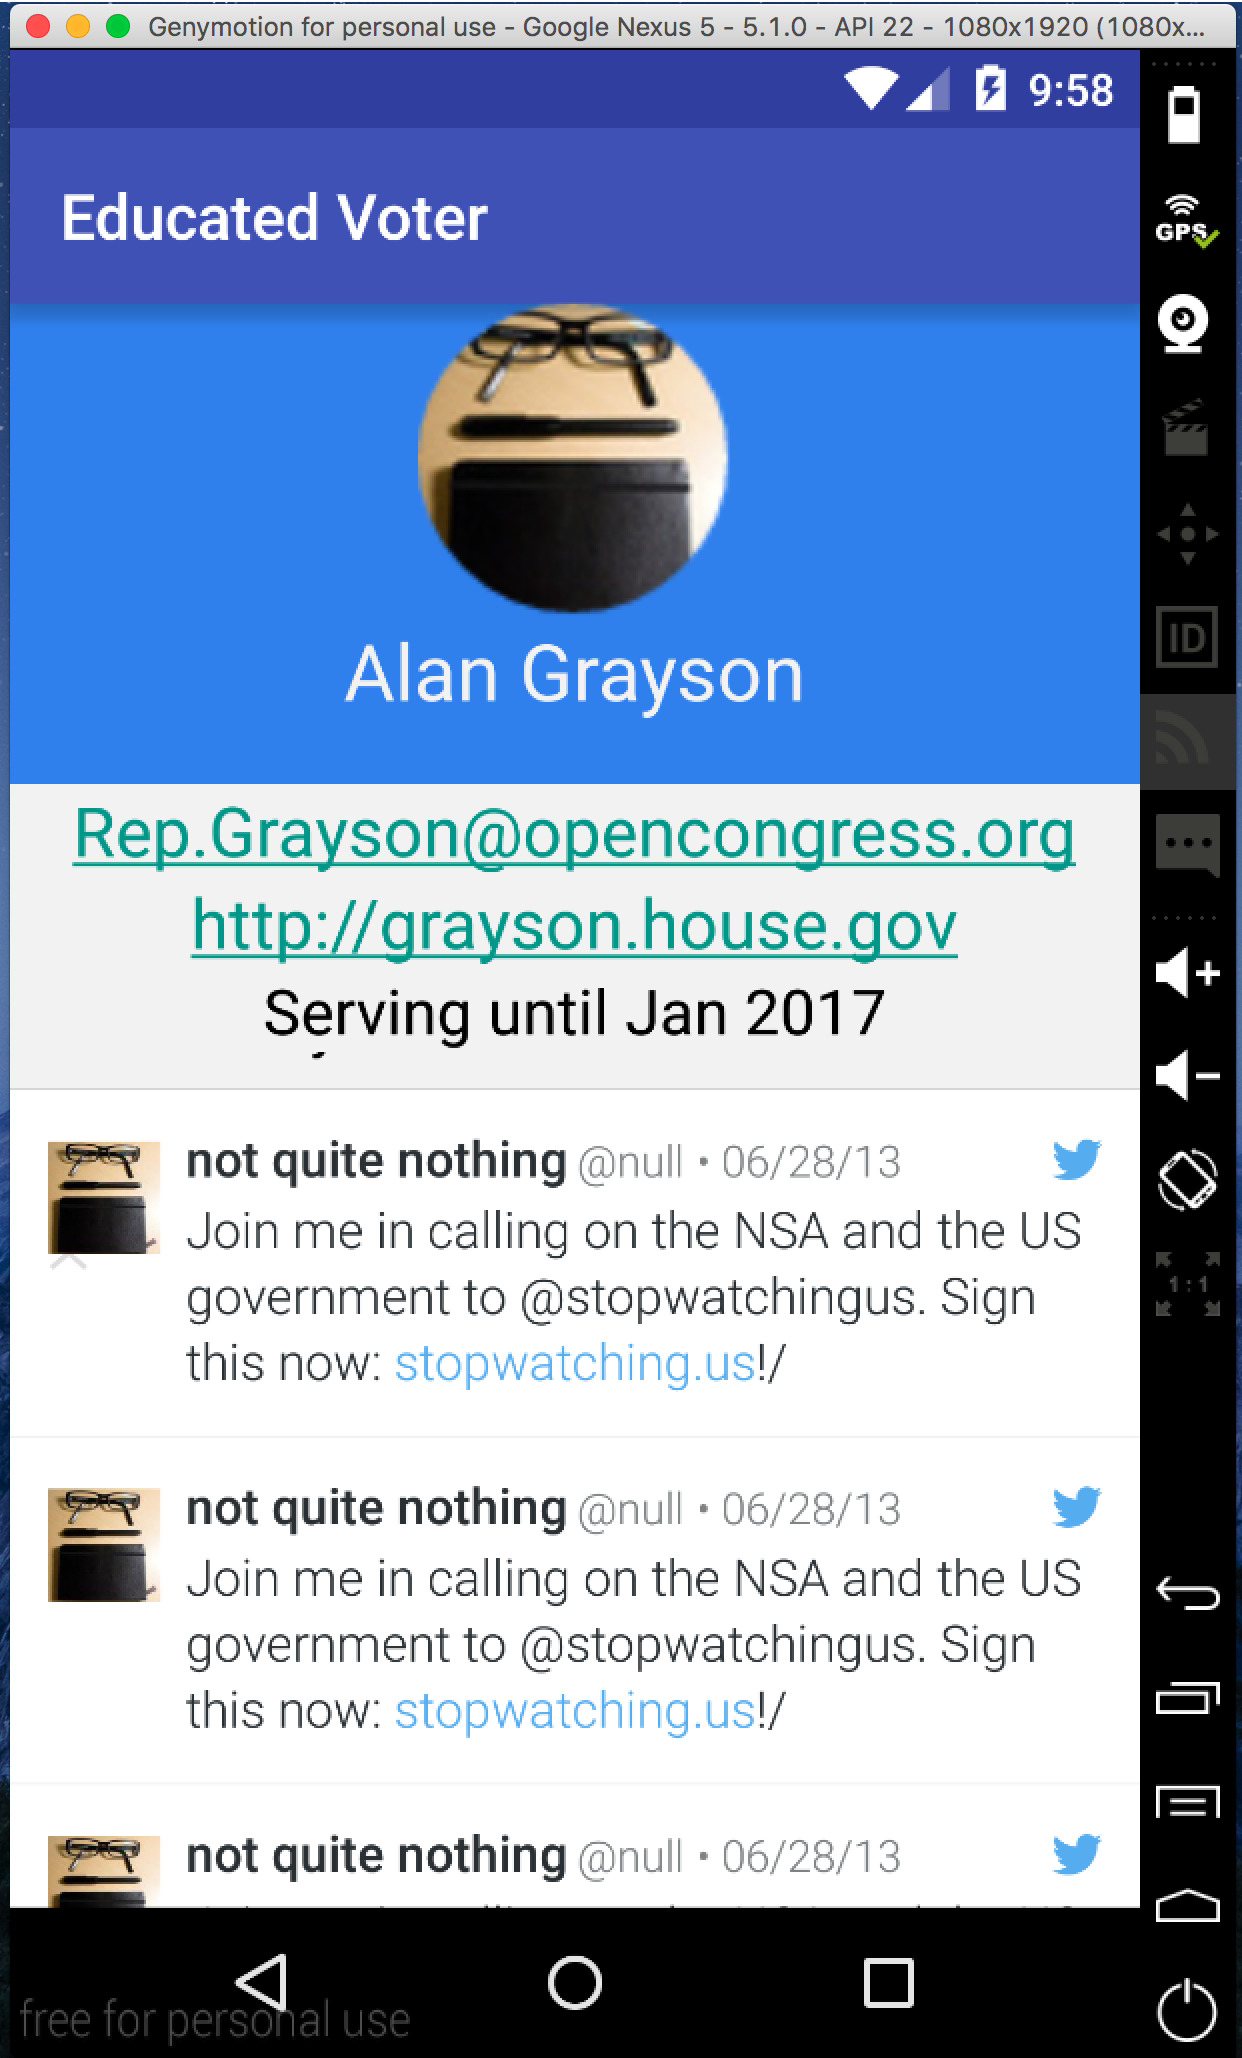 Genymotion for personal use - Google Nexus 5 - 5.1.0 - API 22 - 1080x1920 (1080x...
9:58
Educated Voter
GPS
Alan Grayson
ID
Rep.Grayson@opencongress.org
http://grayson.house.gov
Serving until Jan 2017
not quite nothing @null • 06/28/13
Join me in calling on the NSA and the US
government to @stopwatchingus. Sign
this now: stopwatching.us!/
1:1
not quite nothing @null • 06/28/13
Join me in calling on the NSA and the US
government to @stopwatchingus. Sign
this now: stopwatching.us!/
not quite nothing @null • 06/28/13
free for personal use